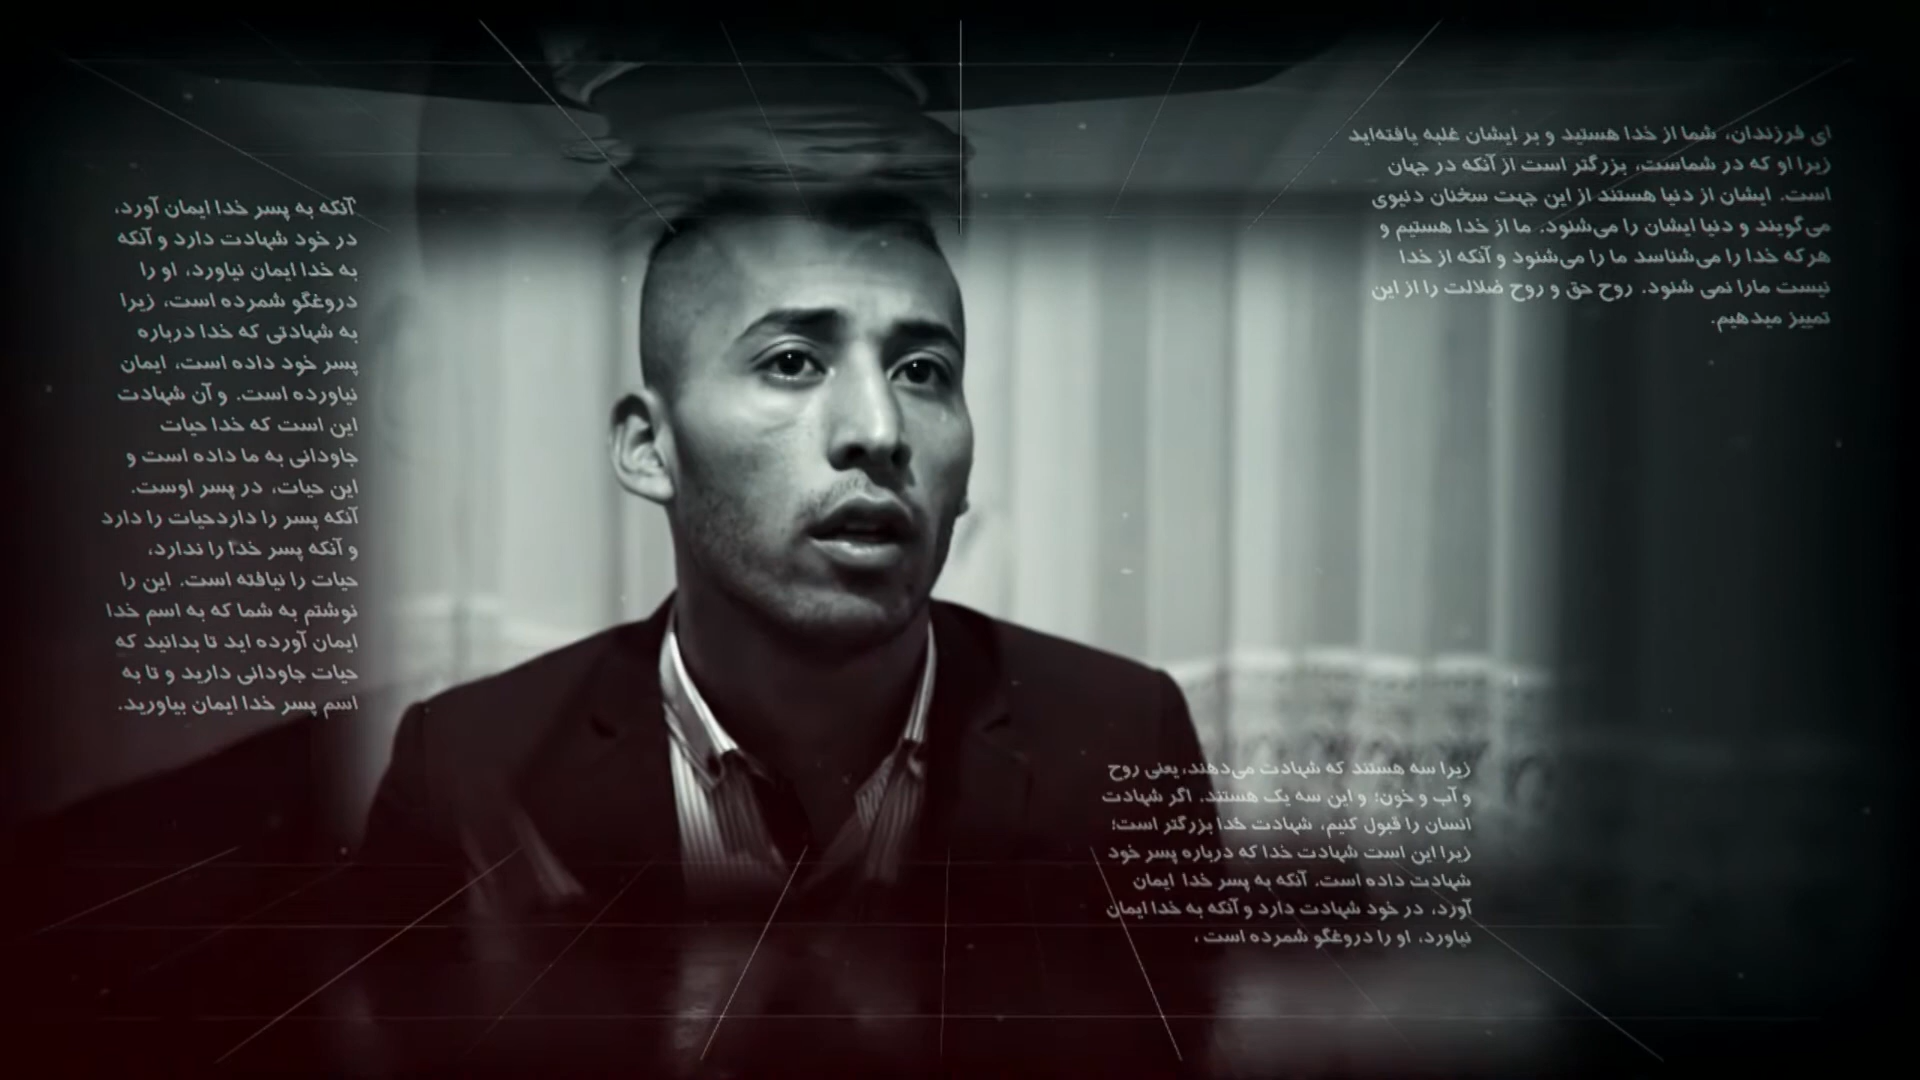 ای فرزندان، شما از خدا هستید و بر ایشان غلبه یافته‌اید
زیرا او که در شماست، بزرگتر است از آنکه در جهان
است. ایشان از دنیا هستند از این جهت سخنان دنیوی
می‌گویند و دنیا ایشان را می‌شنود. ما از خدا هستیم و
هرکه خدا را می‌شناسد ما را می‌شنود و آنکه از خدا
نیست مارا نمی شنود. روح حق و روح ضلالت را از این
تمییز میدهیم.
آنکه به پسر خدا ایمان آورد،
در خود شهادت دارد و آنکه
به خدا ایمان نیاورد، او را
دروغگو شمرده است، زیرا
به شهادتی که خدا درباره
پسر خود داده است، ایمان
نیاورده است. و آن شهادت
این است که خدا حیات
جاودانی به ما داده است و
این حیات، در پسر اوست.
آنکه پسر را داردحیات را دارد
و آنکه پسر خدا را ندارد،
حیات را نیافته است. این را
نوشتم به شما که به اسم خدا
ایمان آورده اید تا بدانید که
حیات جاودانی دارید و تا به
اسم پسر خدا ایمان بیاورید.
زیرا سه هستند که شهادت می‌دهند، یعنی روح
و آب و خون؛ و این سه یک هستند. اگر شهادت
انسان را قبول کنیم، شهادت خدا بزرگتر است؛
زیرا این است شهادت خدا که درباره پسر خود
شهادت داده است. آنکه به پسر خدا ایمان
آورد، در خود شهادت دارد و آنکه به خدا ایمان
نیاورد، او را دروغگو شمرده است ،